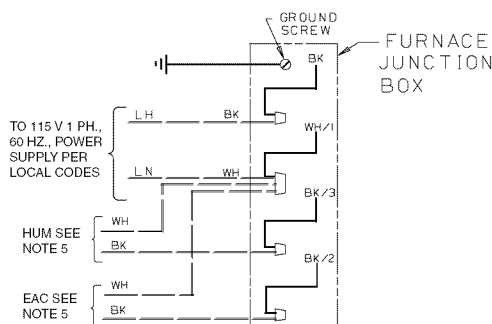 GROUND
SCREW
FURNACE
JUNCTION
BOX
BK
LH
BK
TO 115 V 1 PH.,
60 HZ., POWER
SUPPLY PER
LOCAL CODES
WH/1
LN
WH
BK/3
WH
HUM SEE
NOTE 5
BK
BK/2
WH
EAC SEE
NOTE 5
BK